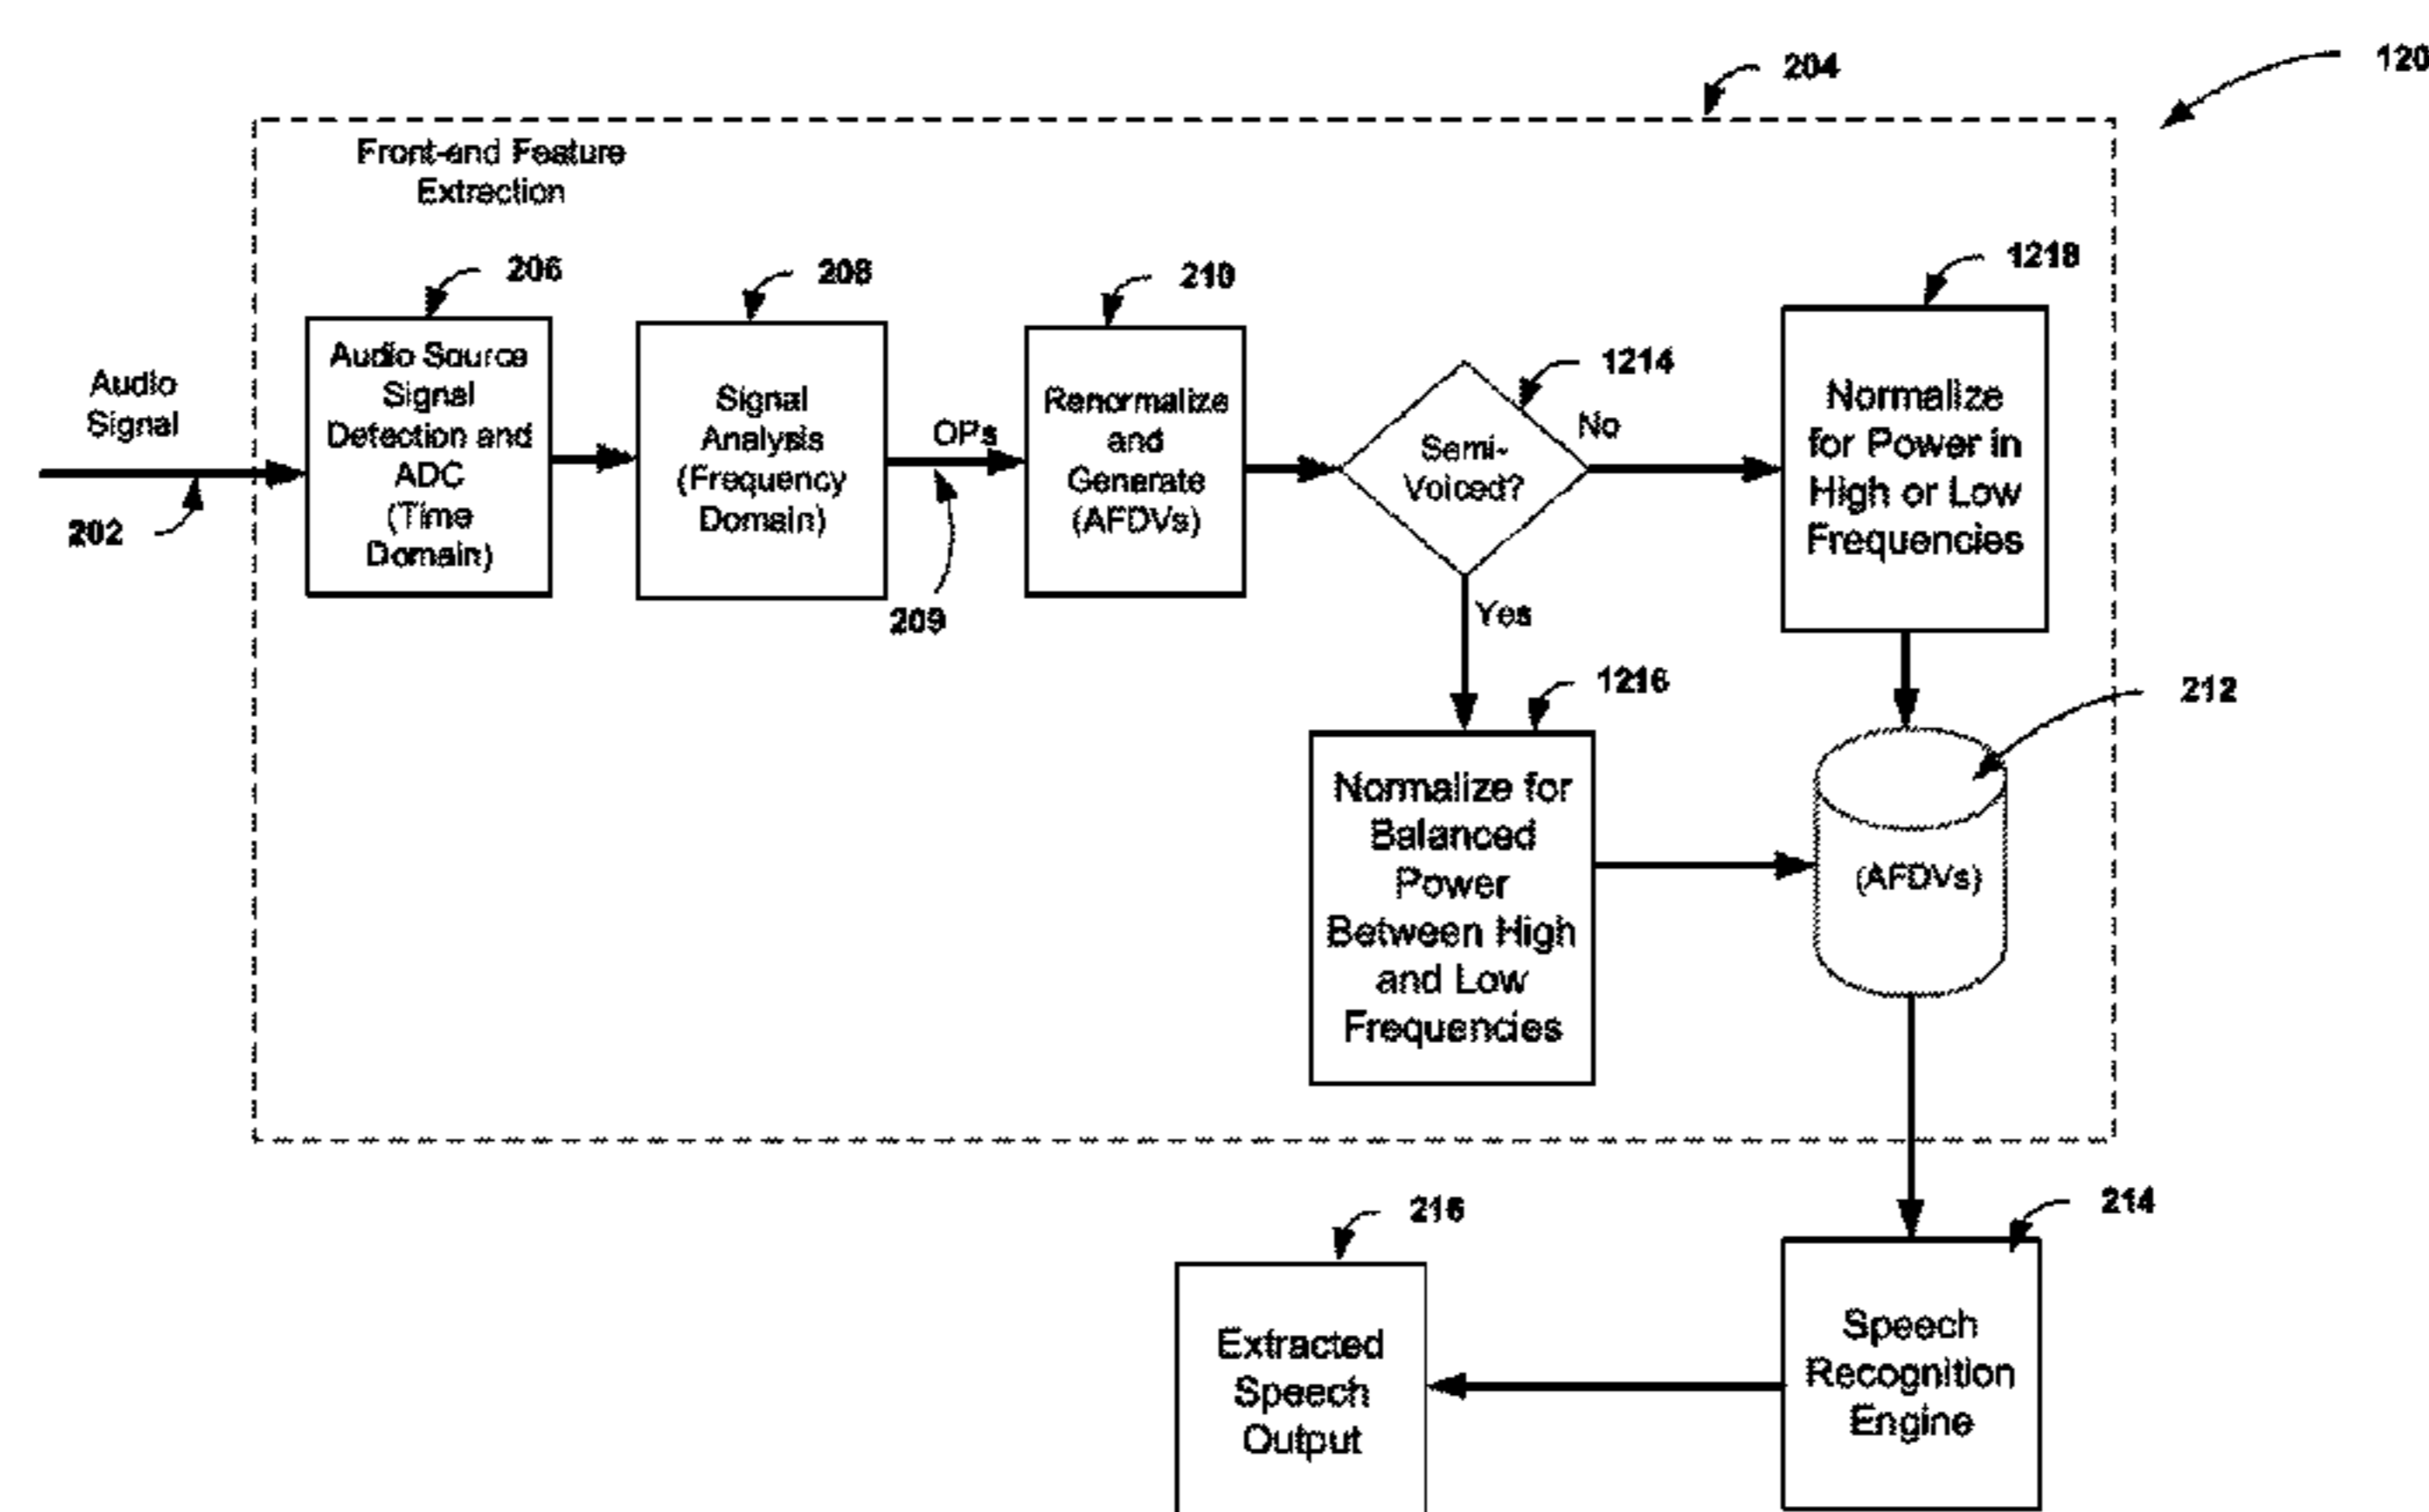 204
120
Front-end Feature
Extrection
206
208
210
1218
Audio
Signal
202
Audio Source
Signal
Detection and
ADC
(Time
Domain)
Signal
Analysis
(Frequency
Domain)
OPs
209
Renormalize
and
Generate
(AFDVs)
1214
Semi-
Voiced?
No
Yes
Normalize
for Power in
High or Low
Frequencies
1216
212
Normalize for
Balanced
Power
Between High
and Low
Frequencies
(AFDVs)
216
214
Extracted
Speech
Output
Speech
Recognition
Engine